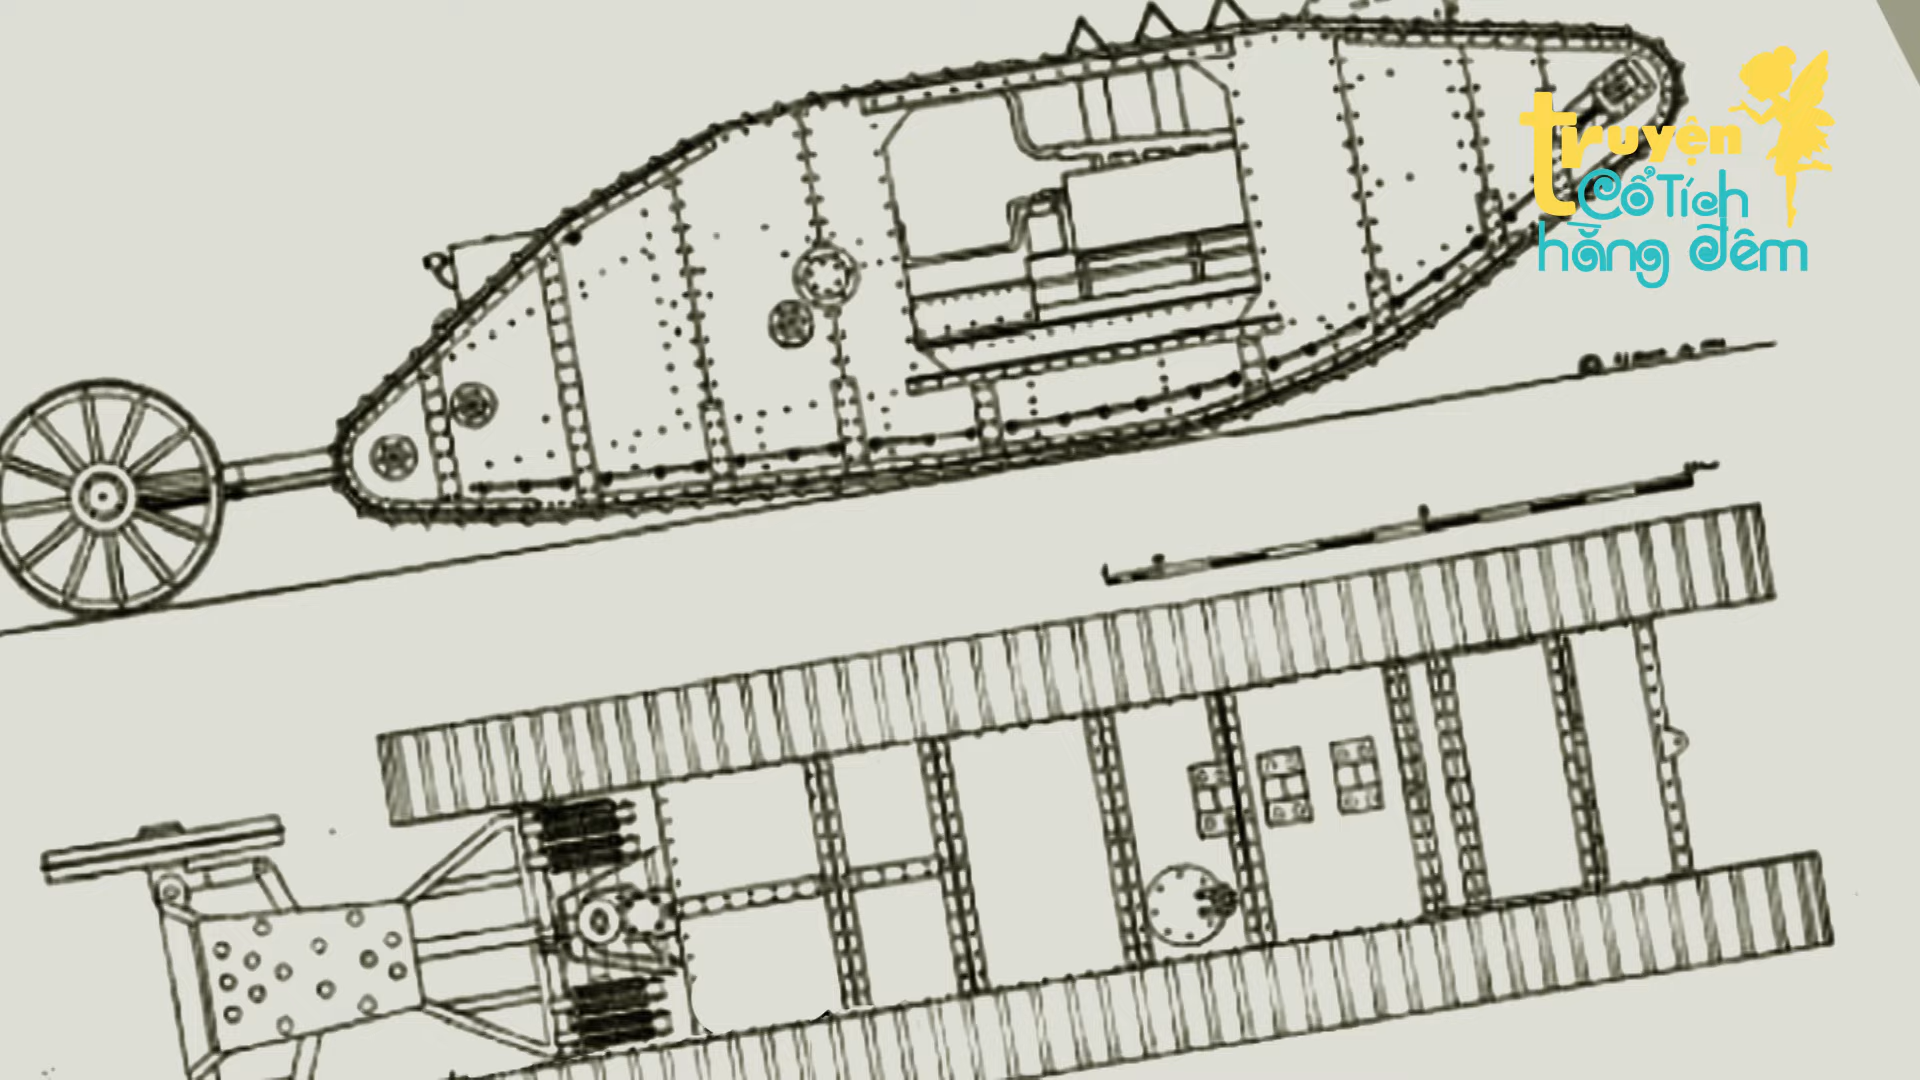 truyện
Cổ Tích
hằng đêm